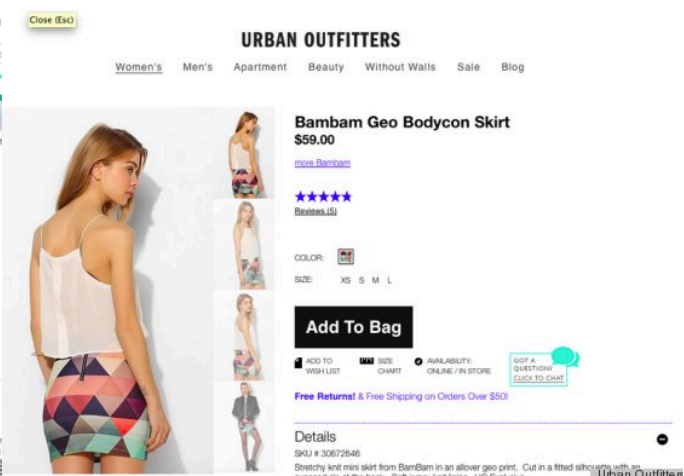 Close (Esc)
URBAN OUTFITTERS
Women's Men's Apartment Beauty Without Walls Sale Blog
Bambam Geo Bodycon Skirt
$59.00
more Bambam
Reviews (5)
COLOR:
SIZE: XS S M L
Add To Bag
ADD TO
WISH LIST
SIZE
CHART
AVAILABILITY:
ONLINE / IN STORE
GOT A
QUESTION?
CLICK TO CHAT
Free Returns! & Free Shipping on Orders Over $50!
Details
SKU # 30672646
Stretchy knit mini skirt from BamBam in an allover geo print. Cut in a fitted silhouette with an
Urban Outfitters